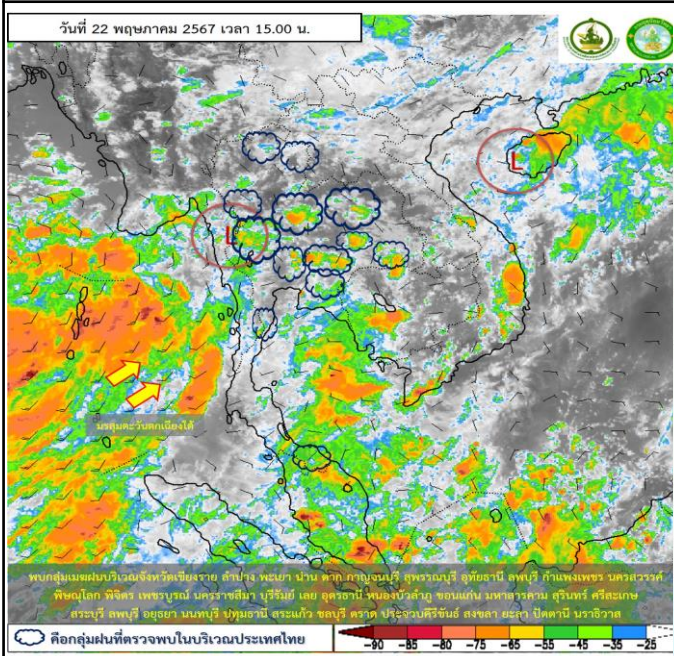 วันที่ 22 พฤษภาคม 2567 เวลา 15.00 น.
L
L
มรสุมตะวันตกเฉียงใต้
พบกลุ่มเมฆฝนบริเวณจังหวัดเชียงราย ลำปาง พะเยา น่าน ตาก กาญจนบุรี สุพรรณบุรี อุทัยธานี ลพบุรี กำแพงเพชร นครสวรรค์
พิษณุโลก พิจิตร เพชรบูรณ์ นครราชสีมา บุรีรัมย์ เลย อุดรธานี หนองบัวลำภู ขอนแก่น มหาสารคาม สุรินทร์ ศรีสะเกษ
สระบุรี ลพบุรี อยุธยา นนทบุรี ปทุมธานี สระแก้ว ชลบุรี ตราด ประจวบคีรีขันธ์ สงขลา ยะลา ปัตตานี นราธิวาส
คือกลุ่มฝนที่ตรวจพบในบริเวณประเทศไทย
-90 -85 -80 -75 -65 -55 -45 -35 -25